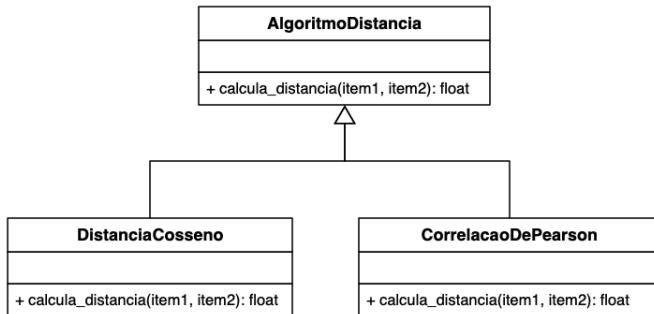 AlgoritmoDistancia
+ calcula_distancia(item1, item2): float
DistanciaCosseno
+ calcula_distancia(item1, item2): float
CorrelacaoDePearson
+ calcula_distancia(item1, item2): float